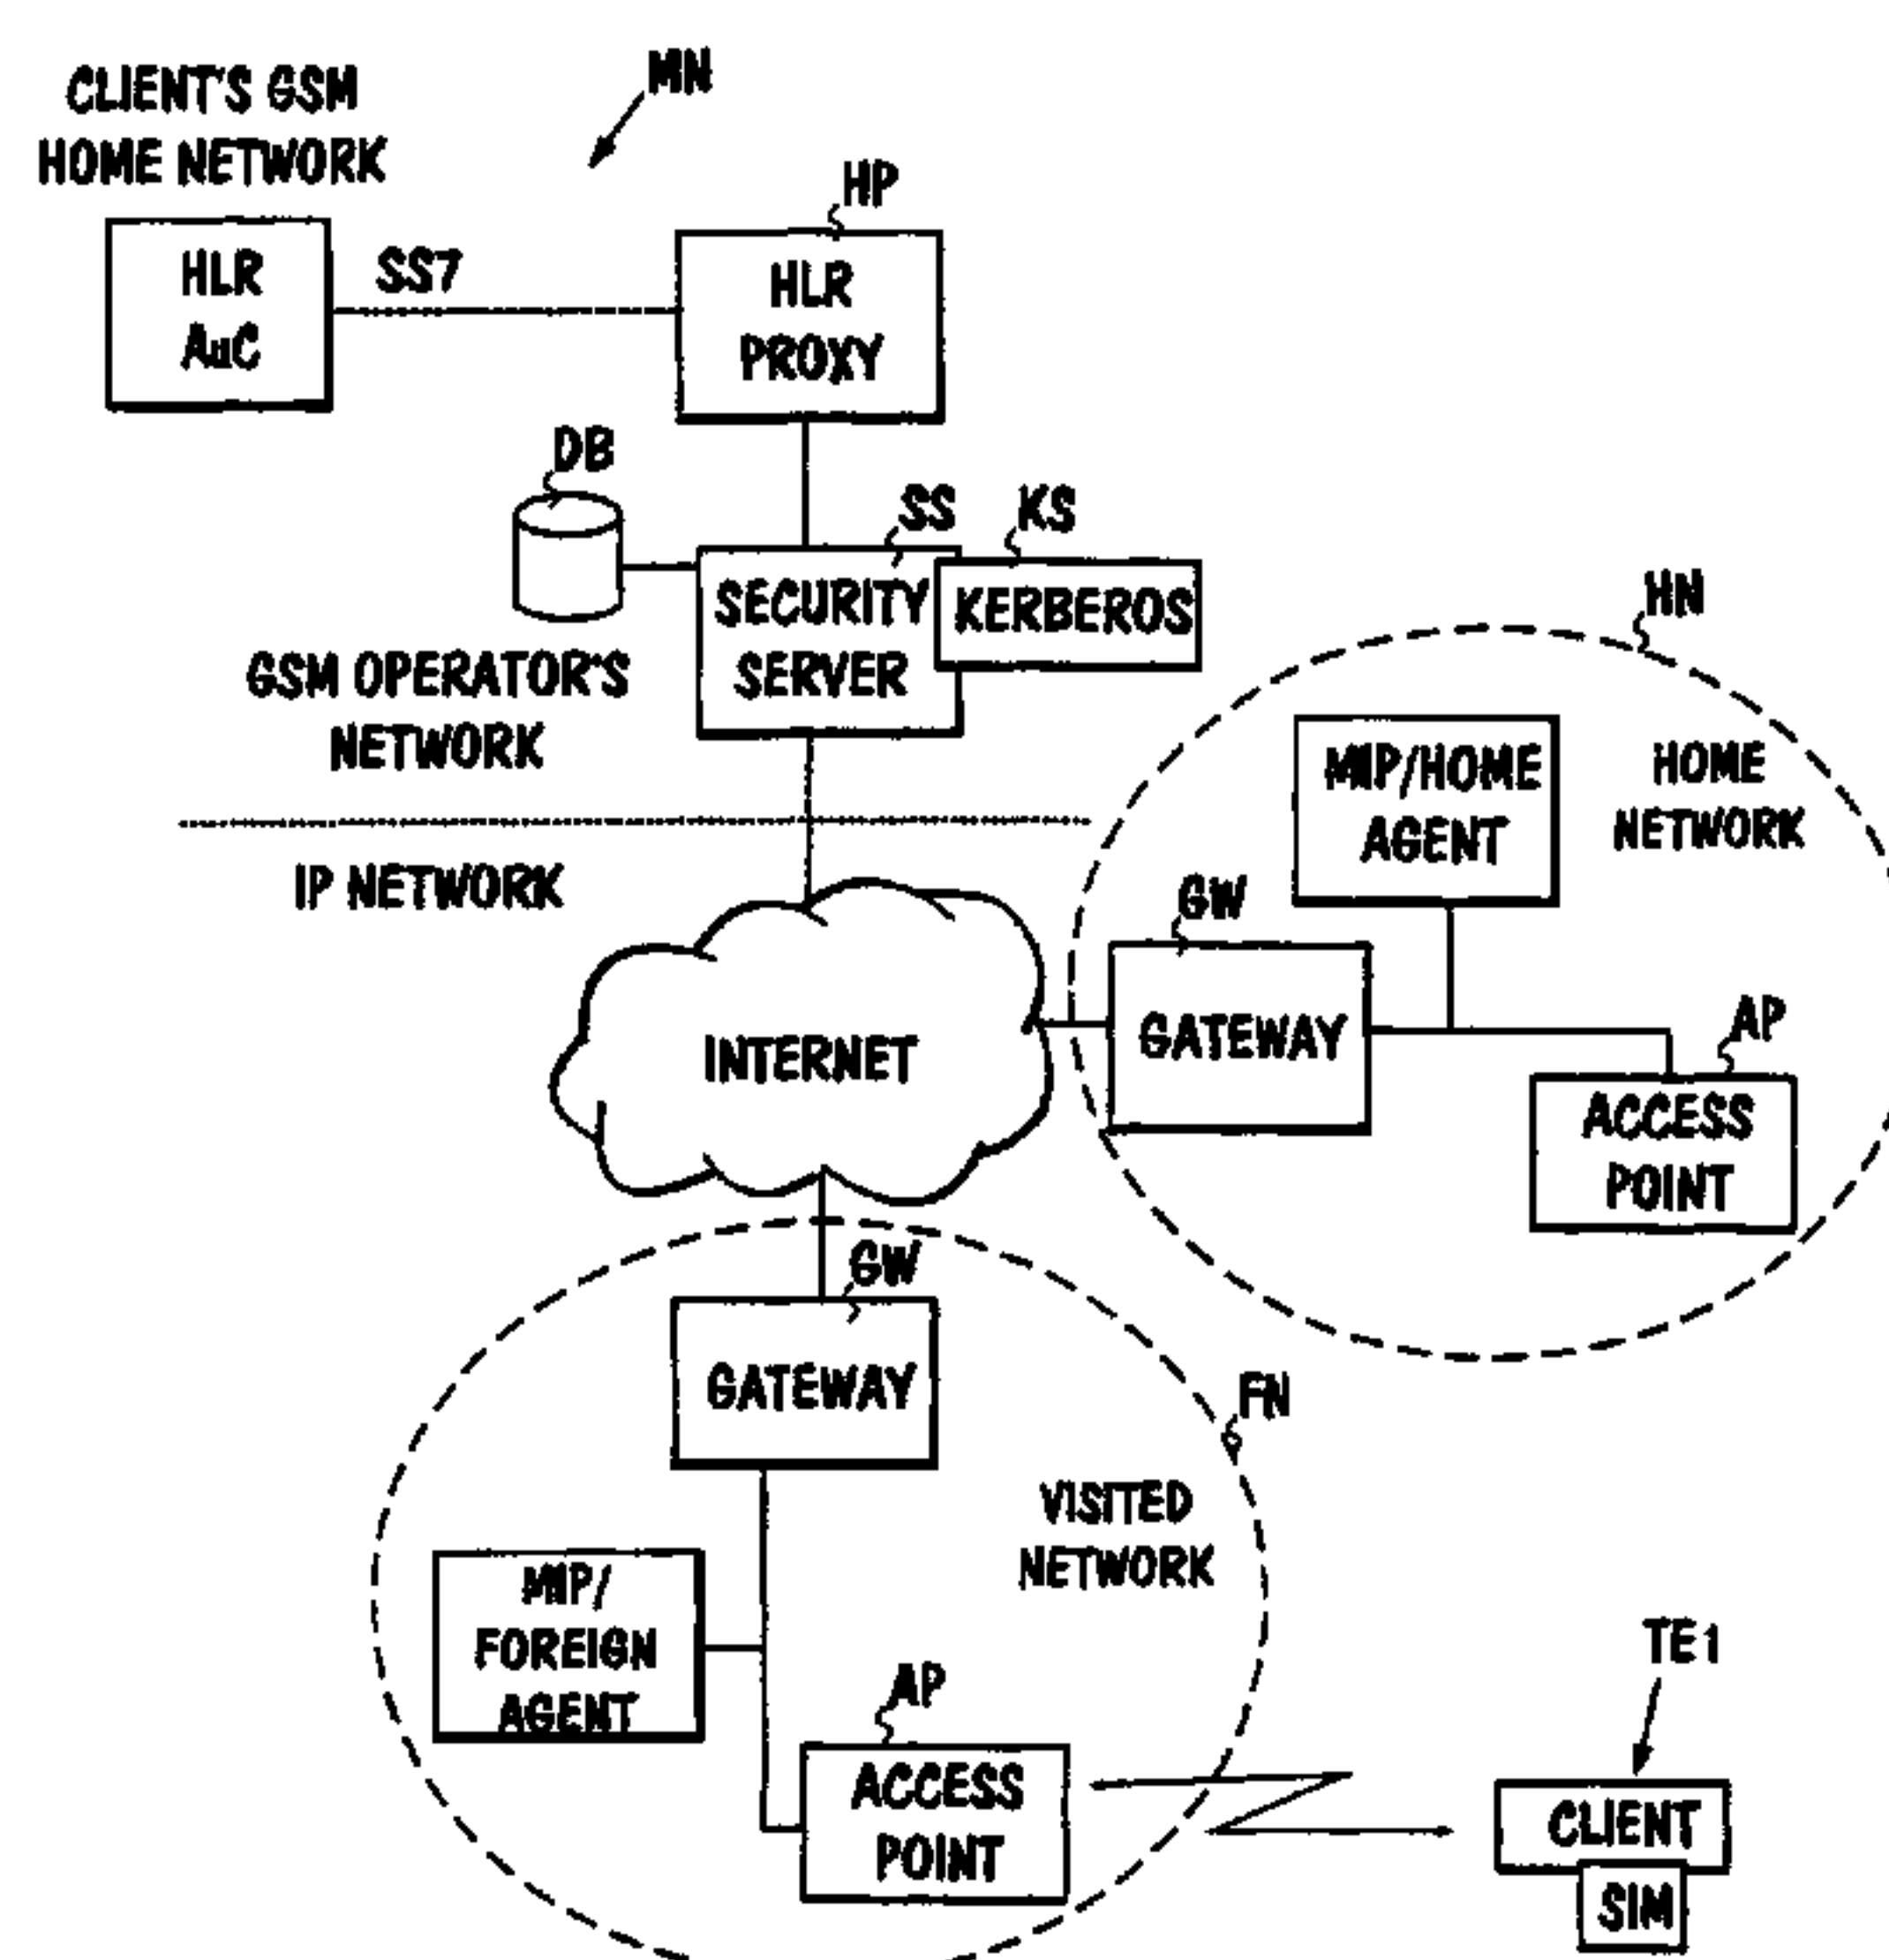 MN
CLIENT'S GSM
HOME NETWORK
HP
HLR
AuC
SS7
HLR
PROXY
DB
SS
KS
SECURITY
SERVER
KERBEROS
GSM OPERATOR'S
NETWORK
IP NETWORK
HN
MIP/HOME
AGENT
HOME
NETWORK
GW
GATEWAY
INTERNET
AP
ACCESS
POINT
GW
GATEWAY
FN
VISITED
NETWORK
MIP/
FOREIGN
AGENT
AP
ACCESS
POINT
TE1
CLIENT
SIM